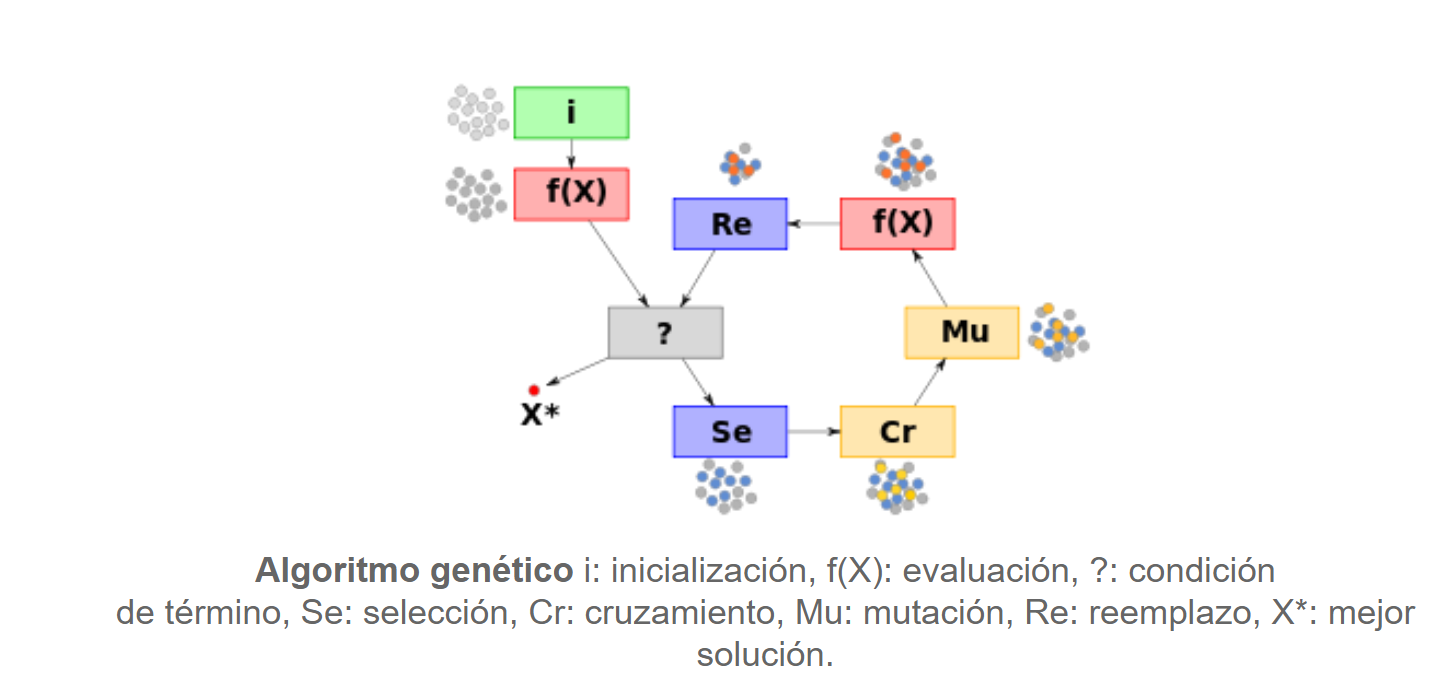 i
f(X)
Re
f(X)
?
Mu
X*
Se
Cr
Algoritmo genético i: inicialización, f(X): evaluación, ?: condición
de término, Se: selección, Cr: cruzamiento, Mu: mutación, Re: reemplazo, X*: mejor
solución.